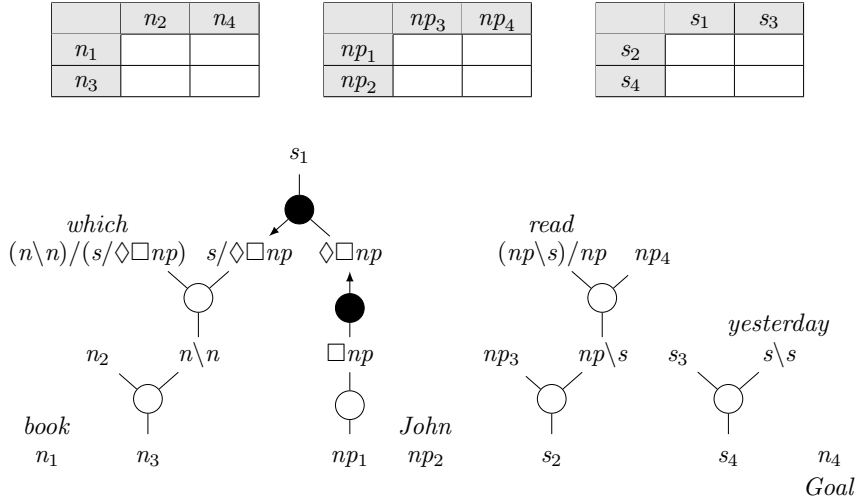 n₂ n₄ np₃ np₄ s₁ s₃
n₁ np₁ s₂
n₃ np₂ s₄
s₁
which read
(n\n)/(s/◇□np) s/◇□np ◇□np (np\s)/np np₄
yesterday
n₂ n\n □np np₃ np\s s₃ s\s
book John
n₁ n₃ np₁ np₂ s₂ s₄ n₄
Goal